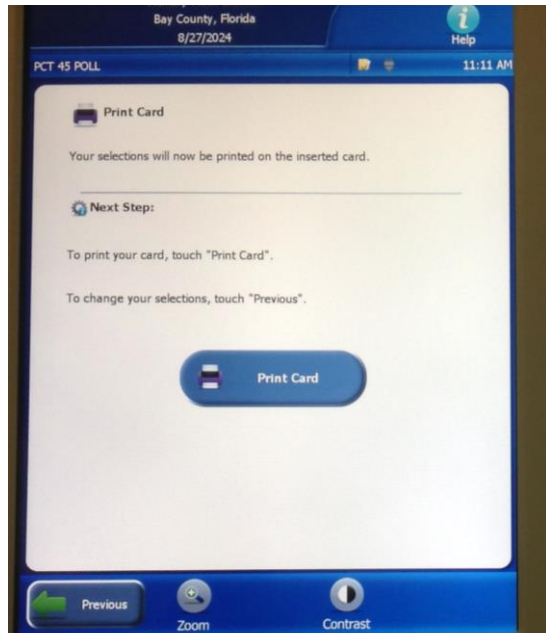 Bay County, Florida
8/27/2024
Help
PCT 45 POLL
11:11 AM
Print Card
Your selections will now be printed on the inserted card.
Next Step:
To print your card, touch "Print Card".
To change your selections, touch "Previous".
Print Card
Previous
Zoom
Contrast